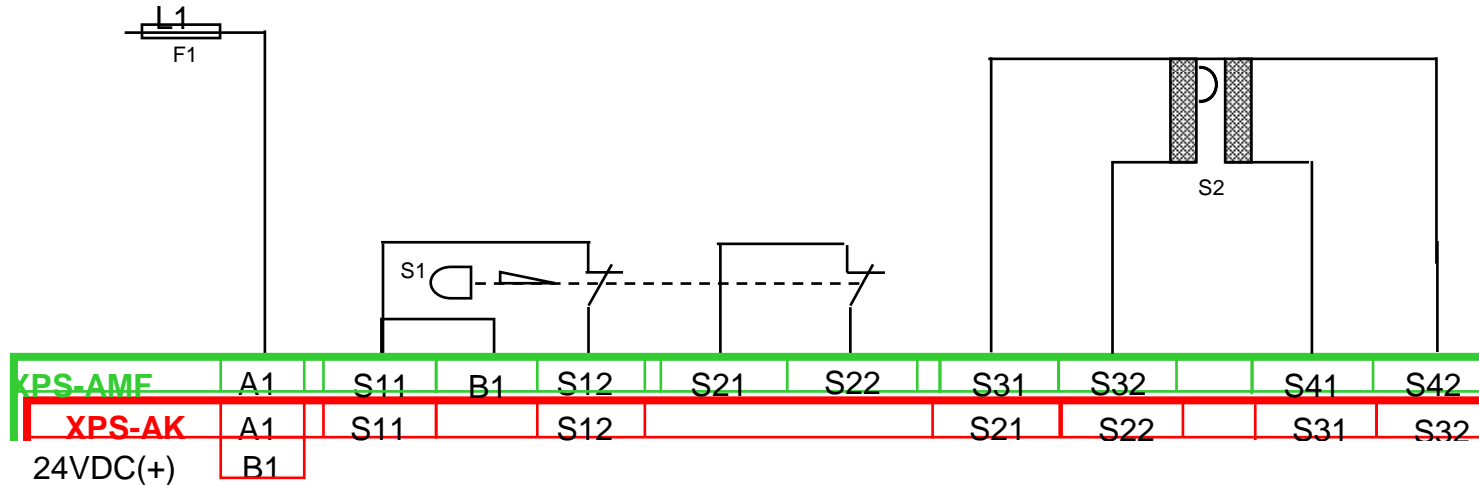 L1
F1
S2
S1
XPS-AMF A1 S11 B1 S12 S21 S22 S31 S32 S41 S42
XPS-AK A1 S11 S12 S21 S22 S31 S32
24VDC(+) B1